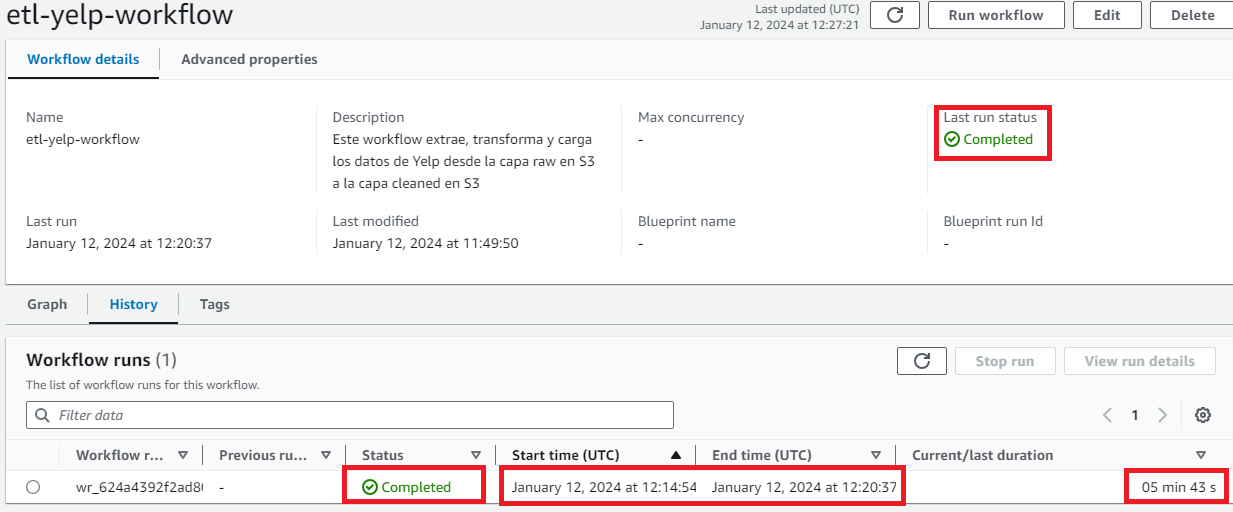 etl-yelp-workflow
Last updated (UTC)
January 12, 2024 at 12:27:21
Run workflow
Edit
Delete
Workflow details
Advanced properties
Name
etl-yelp-workflow
Description
Este workflow extrae, transforma y carga
los datos de Yelp desde la capa raw en S3
a la capa cleaned en S3
Max concurrency
-
Last run status
Completed
Last run
January 12, 2024 at 12:20:37
Last modified
January 12, 2024 at 11:49:50
Blueprint name
-
Blueprint run Id
-
Graph
History
Tags
Workflow runs (1)
The list of workflow runs for this workflow.
Stop run
View run details
Filter data
1
Workflow r... Previous ru... Status Start time (UTC) End time (UTC) Current/last duration
wr_624a4392f2ad8 - Completed January 12, 2024 at 12:14:54 January 12, 2024 at 12:20:37 05 min 43 s